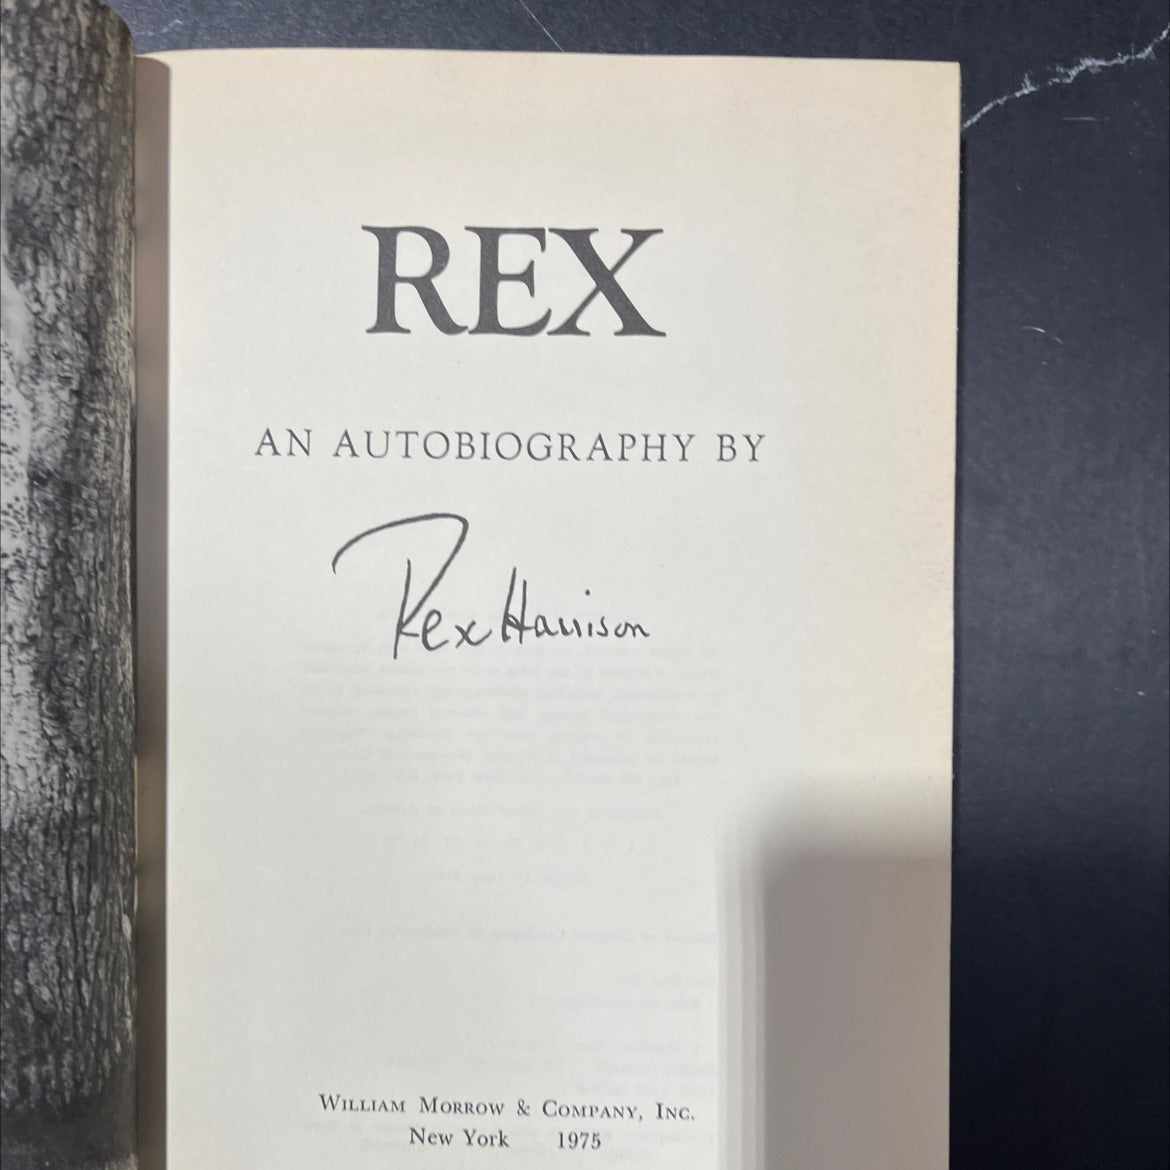 REX
AN AUTOBIOGRAPHY BY
Rex Harrison
WILLIAM MORROW & COMPANY, INC.
New York 1975